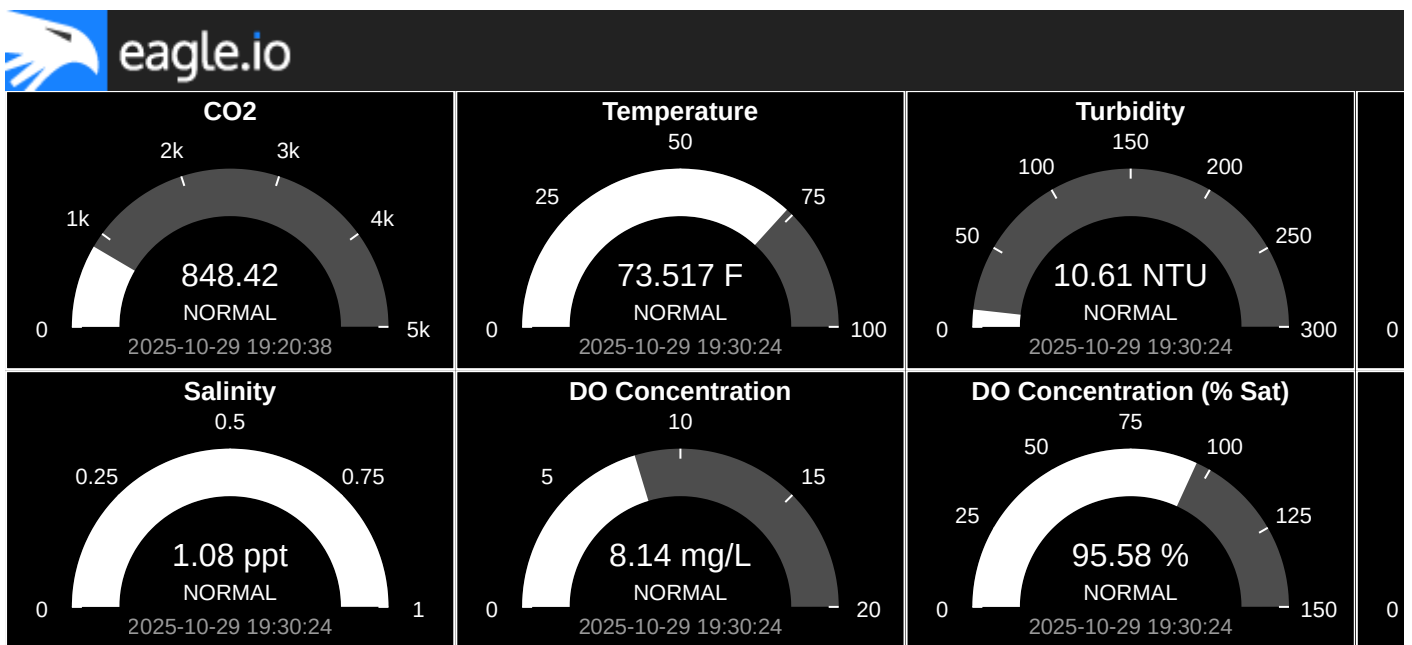 eagle.io
CO2
0
1k
2k
3k
4k
5k
848.42
NORMAL
2025-10-29 19:20:38
Temperature
0
25
50
75
100
73.517 F
NORMAL
2025-10-29 19:30:24
Turbidity
0
50
100
150
200
250
300
10.61 NTU
NORMAL
2025-10-29 19:30:24
0
Salinity
0
0.25
0.5
0.75
1
1.08 ppt
NORMAL
2025-10-29 19:30:24
DO Concentration
0
5
10
15
20
8.14 mg/L
NORMAL
2025-10-29 19:30:24
DO Concentration (% Sat)
0
25
50
75
100
125
150
95.58 %
NORMAL
2025-10-29 19:30:24
0